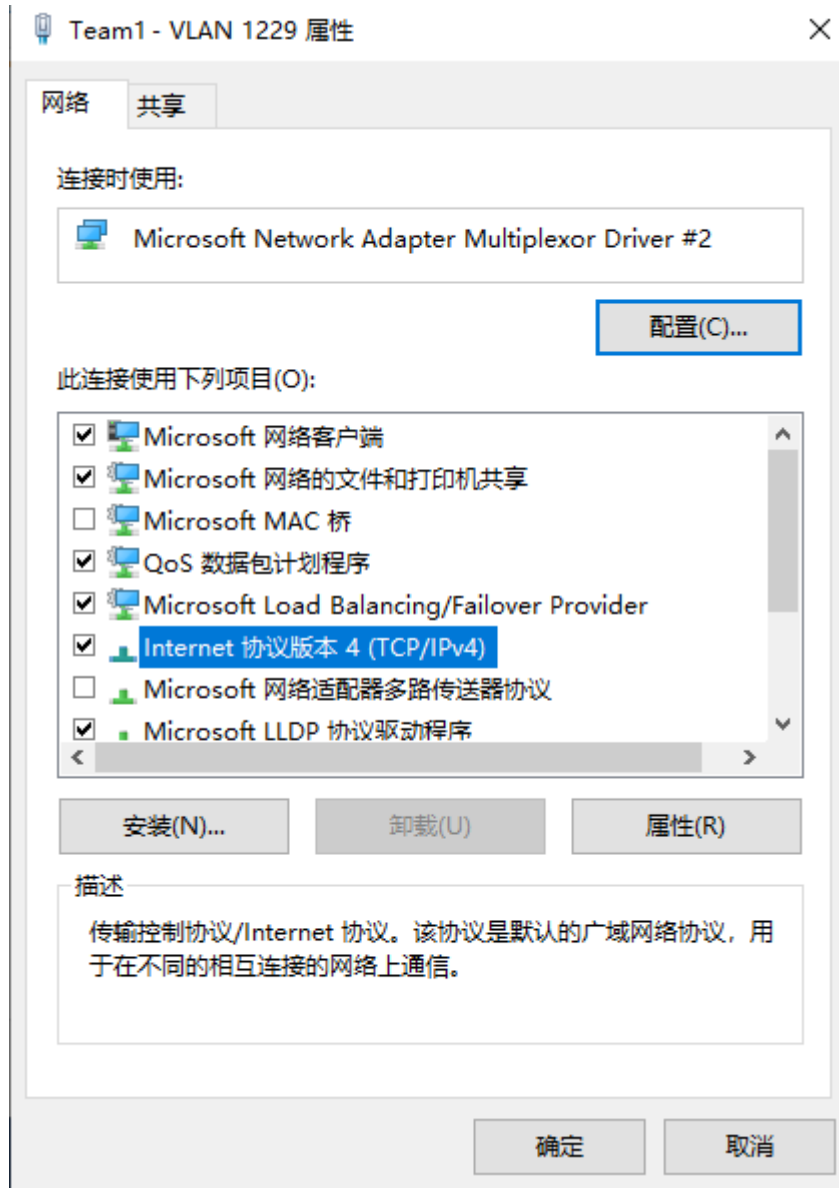 Team1 - VLAN 1229 属性
网络
共享
连接时使用:
Microsoft Network Adapter Multiplexor Driver #2
配置(C)...
此连接使用下列项目(O):
Microsoft 网络客户端
Microsoft 网络的文件和打印机共享
Microsoft MAC 桥
QoS 数据包计划程序
Microsoft Load Balancing/Failover Provider
Internet 协议版本 4 (TCP/IPv4)
Microsoft 网络适配器多路传送器协议
Microsoft LLDP 协议驱动程序
安装(N)...
卸载(U)
属性(R)
描述
传输控制协议/Internet 协议。该协议是默认的广域网络协议，用
于在不同的相互连接的网络上通信。
确定
取消